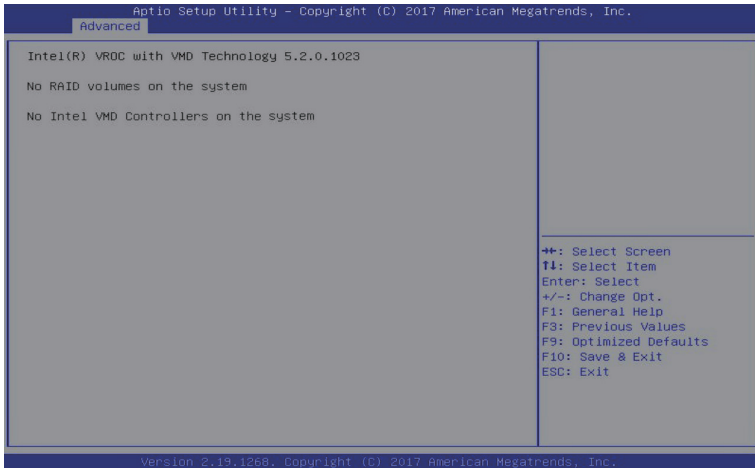 Aptio Setup Utility – Copyright (C) 2017 American Megatrends, Inc.
Advanced
Intel(R) VROC with VMD Technology 5.2.0.1023
No RAID volumes on the system
No Intel VMD Controllers on the system
→←: Select Screen
↑↓: Select Item
Enter: Select
+/-: Change Opt.
F1: General Help
F3: Previous Values
F9: Optimized Defaults
F10: Save & Exit
ESC: Exit
Version 2.19.1268. Copyright (C) 2017 American Megatrends, Inc.